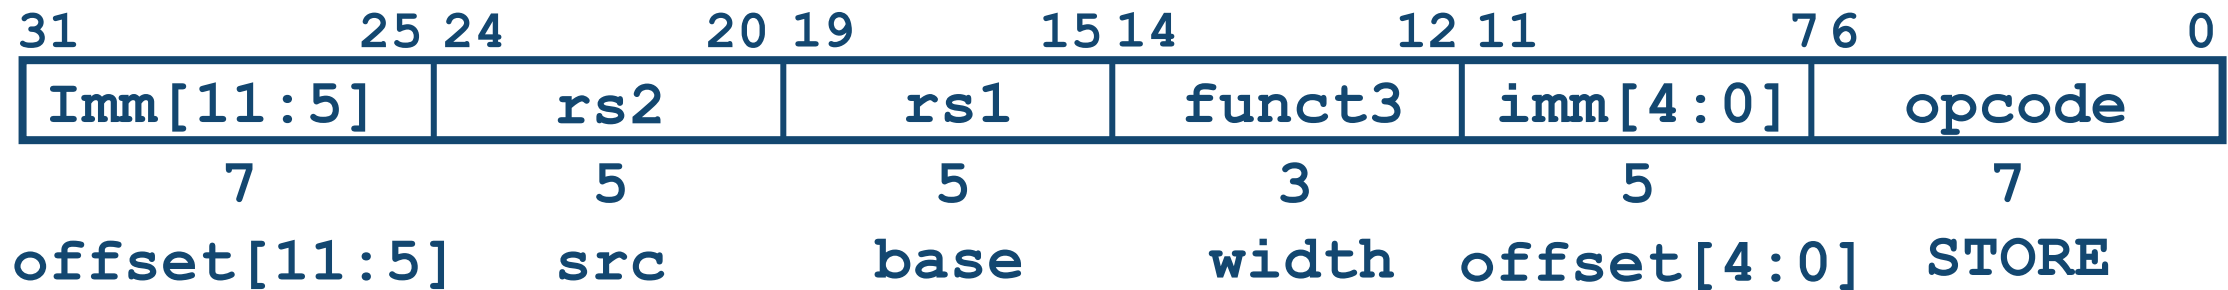 31 25 24 20 19 15 14 12 11 7 6 0
Imm[11:5] rs2 rs1 funct3 imm[4:0] opcode
7 5 5 3 5 7
offset[11:5] src base width offset[4:0] STORE